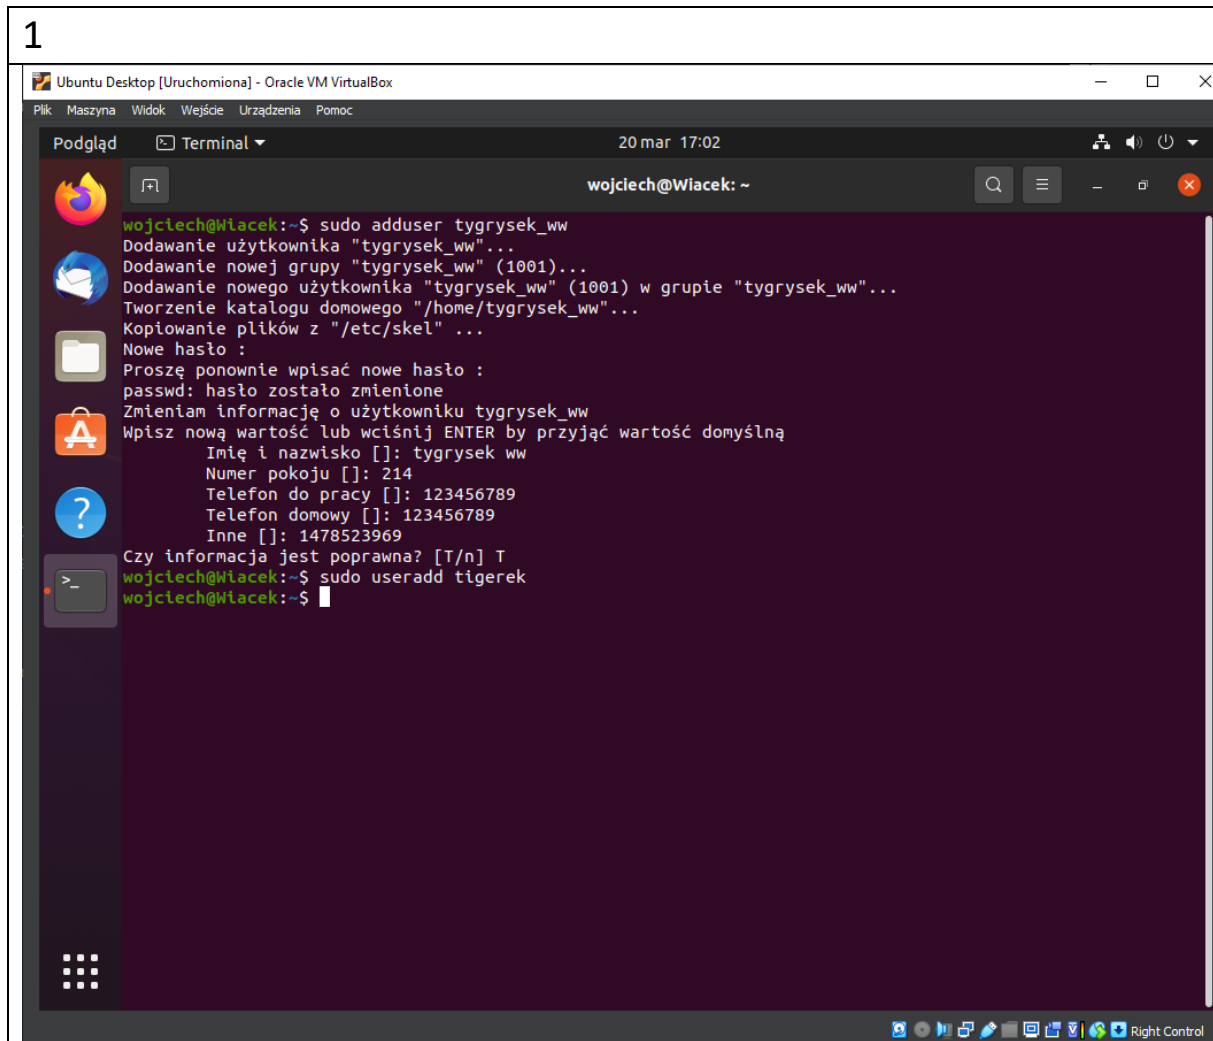 1
Ubuntu Desktop [Uruchomiona] - Oracle VM VirtualBox
Plik Maszyna Widok Wejście Urządzenia Pomoc
Podgląd Terminal 20 mar 17:02
wojciech@Wiacek: ~
wojciech@Wiacek:~$ sudo adduser tygrysek_ww
Dodawanie użytkownika "tygrysek_ww"...
Dodawanie nowej grupy "tygrysek_ww" (1001)...
Dodawanie nowego użytkownika "tygrysek_ww" (1001) w grupie "tygrysek_ww"...
Tworzenie katalogu domowego "/home/tygrysek_ww"...
Kopiowanie plików z "/etc/skel" ...
Nowe hasło :
Proszę ponownie wpisać nowe hasło :
passwd: hasło zostało zmienione
Zmieniam informację o użytkowniku tygrysek_ww
Wpisz nową wartość lub wciśnij ENTER by przyjąć wartość domyślną
Imię i nazwisko []: tygrysek ww
Numer pokoju []: 214
Telefon do pracy []: 123456789
Telefon domowy []: 123456789
Inne []: 1478523969
Czy informacja jest poprawna? [T/n] T
wojciech@Wiacek:~$ sudo useradd tigerek
wojciech@Wiacek:~$
Right Control